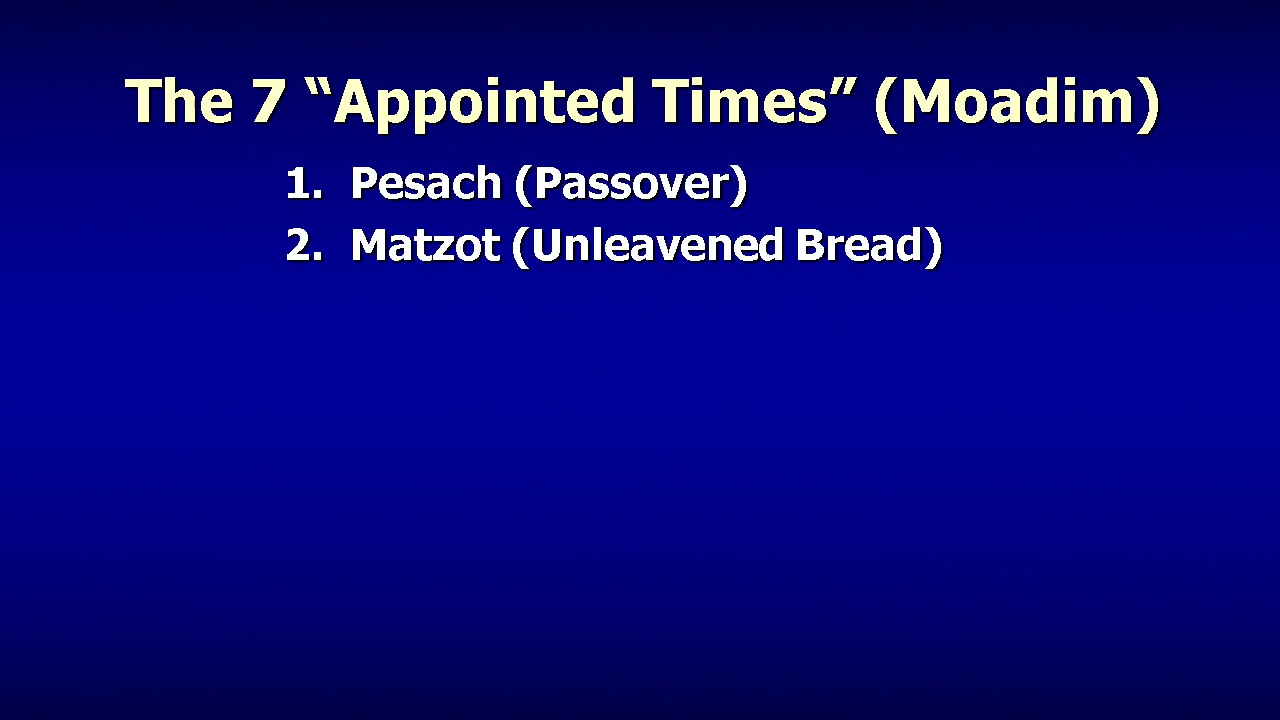 The 7 “Appointed Times” (Moadim)
1. Pesach (Passover)
2. Matzot (Unleavened Bread)